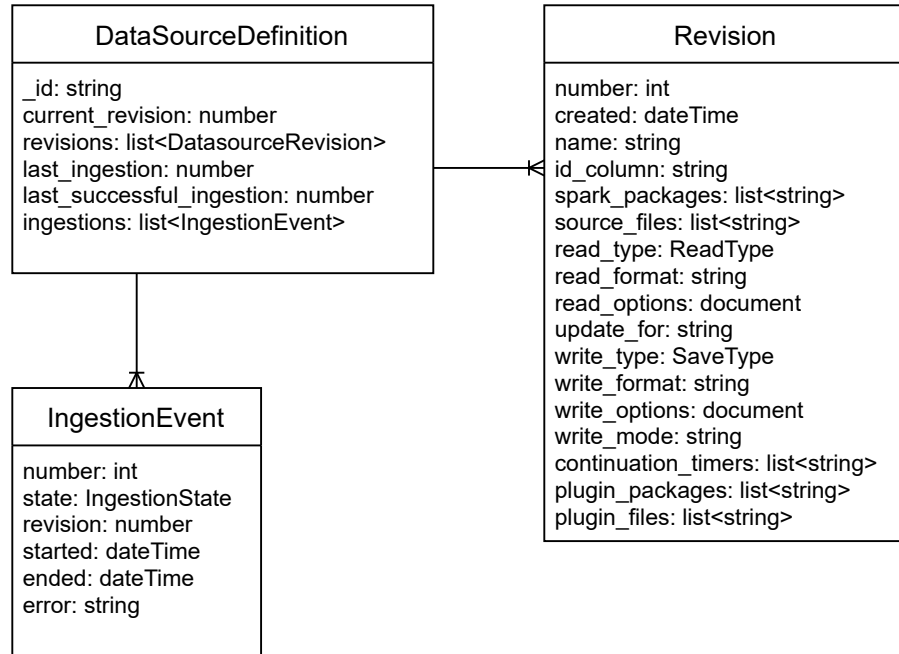 DataSourceDefinition
_id: string
current_revision: number
revisions: list<DatasourceRevision>
last_ingestion: number
last_successful_ingestion: number
ingestions: list<IngestionEvent>
Revision
number: int
created: dateTime
name: string
id_column: string
spark_packages: list<string>
source_files: list<string>
read_type: ReadType
read_format: string
read_options: document
update_for: string
write_type: SaveType
write_format: string
write_options: document
write_mode: string
continuation_timers: list<string>
plugin_packages: list<string>
plugin_files: list<string>
IngestionEvent
number: int
state: IngestionState
revision: number
started: dateTime
ended: dateTime
error: string